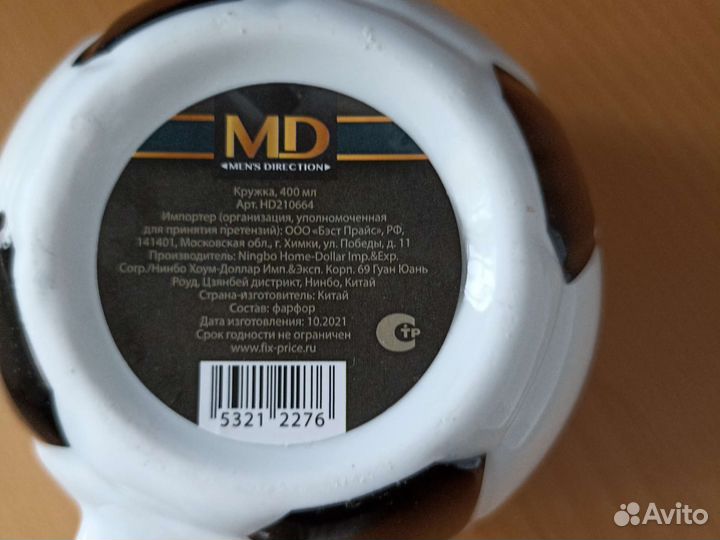 MD
MEN'S DIRECTION
Кружка, 400 мл
Арт. HD210664
Импортер (организация, уполномоченная
для принятия претензий): ООО «Бэст Прайс», РФ,
141401, Московская обл., г. Химки, ул. Победы, д. 11
Производитель: Ningbo Home-Dollar Imp.&Exp.
Corp./Нинбо Хоум-Доллар Имп.&Эксп. Корп. 69 Гуан Юань
Роуд, Цзянбей дистрикт, Нинбо, Китай
Страна-изготовитель: Китай
Состав: фарфор
Дата изготовления: 10.2021
Срок годности не ограничен
www.fix-price.ru
5321 2276
СТР
Avito